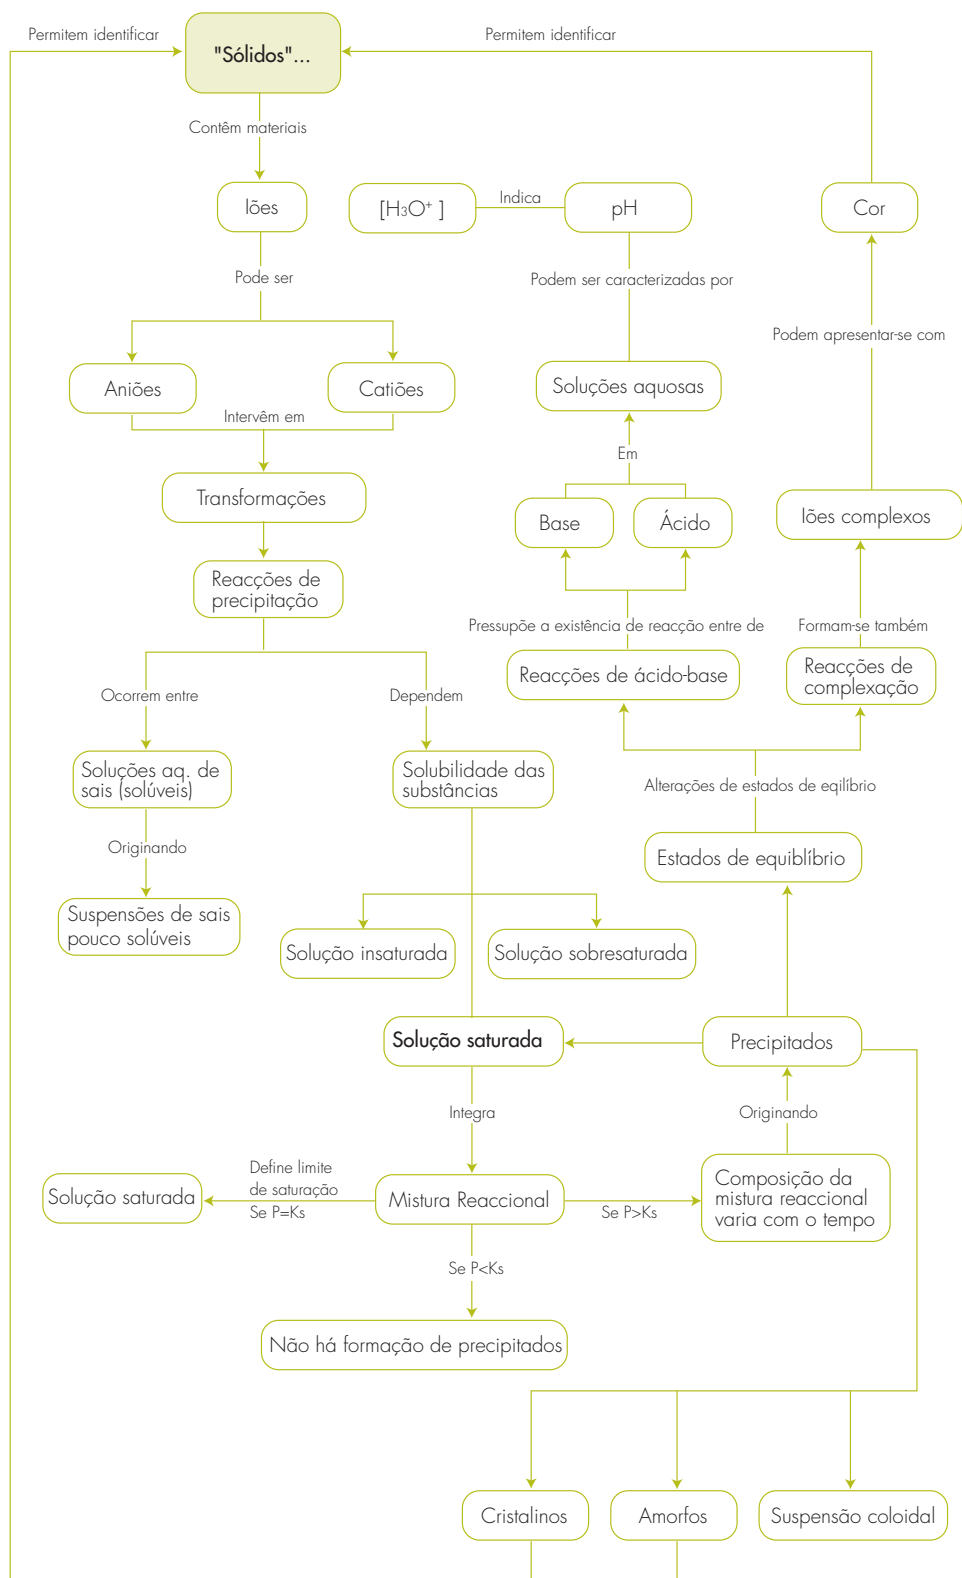 Permitem identificar
Permitem identificar
"Sólidos"...
Contêm materiais
Iões
[H₃O⁺ ]
Indica
pH
Cor
Pode ser
Podem ser caracterizadas por
Podem apresentar-se com
Aniões
Catiões
Soluções aquosas
Intervêm em
Em
Transformações
Base
Ácido
Iões complexos
Reacções de
precipitação
Pressupõe a existência de reacção entre de
Formam-se também
Reacções de ácido-base
Reacções de
complexação
Ocorrem entre
Dependem
Soluções aq. de
sais (solúveis)
Solubilidade das
substâncias
Alterações de estados de eqilíbrio
Originando
Estados de equiblíbrio
Suspensões de sais
pouco solúveis
Solução insaturada
Solução sobresaturada
Solução saturada
Precipitados
Integra
Originando
Solução saturada
Define limite
de saturação
Se P=Ks
Mistura Reaccional
Se P>Ks
Composição da
mistura reaccional
varia com o tempo
Se P<Ks
Não há formação de precipitados
Cristalinos
Amorfos
Suspensão coloidal